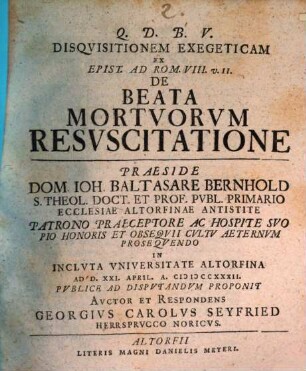 2.
Q. D. B. V.
DISQVISITIONEM EXEGETICAM
EX
EPIST. AD ROM. VIII. v. II.
DE
BEATA
MORTVORVM
RESVSCITATIONE
PRAESIDE
DOM. IOH. BALTASARE BERNHOLD
S. THEOL. DOCT. ET PROF. PVBL. PRIMARIO
ECCLESIAE ALTORFINAE ANTISTITE
PATRONO PRAECEPTORE AC HOSPITE SVO
PIO HONORIS ET OBSEQVII CVLTV AETERNVM
PROSEQVENDO
IN
INCLVTA VNIVERSITATE ALTORFINA
AD D. XXI. APRIL. A. CIƆIƆCCXXXII.
PVBLICE AD DISPVTANDVM PROPONIT
AVCTOR ET RESPONDENS
GEORGIVS CAROLVS SEYFRIED
HERRSPRVCCO NORICVS.
ALTORFII
LITERIS MAGNI DANIELIS MEYERI.